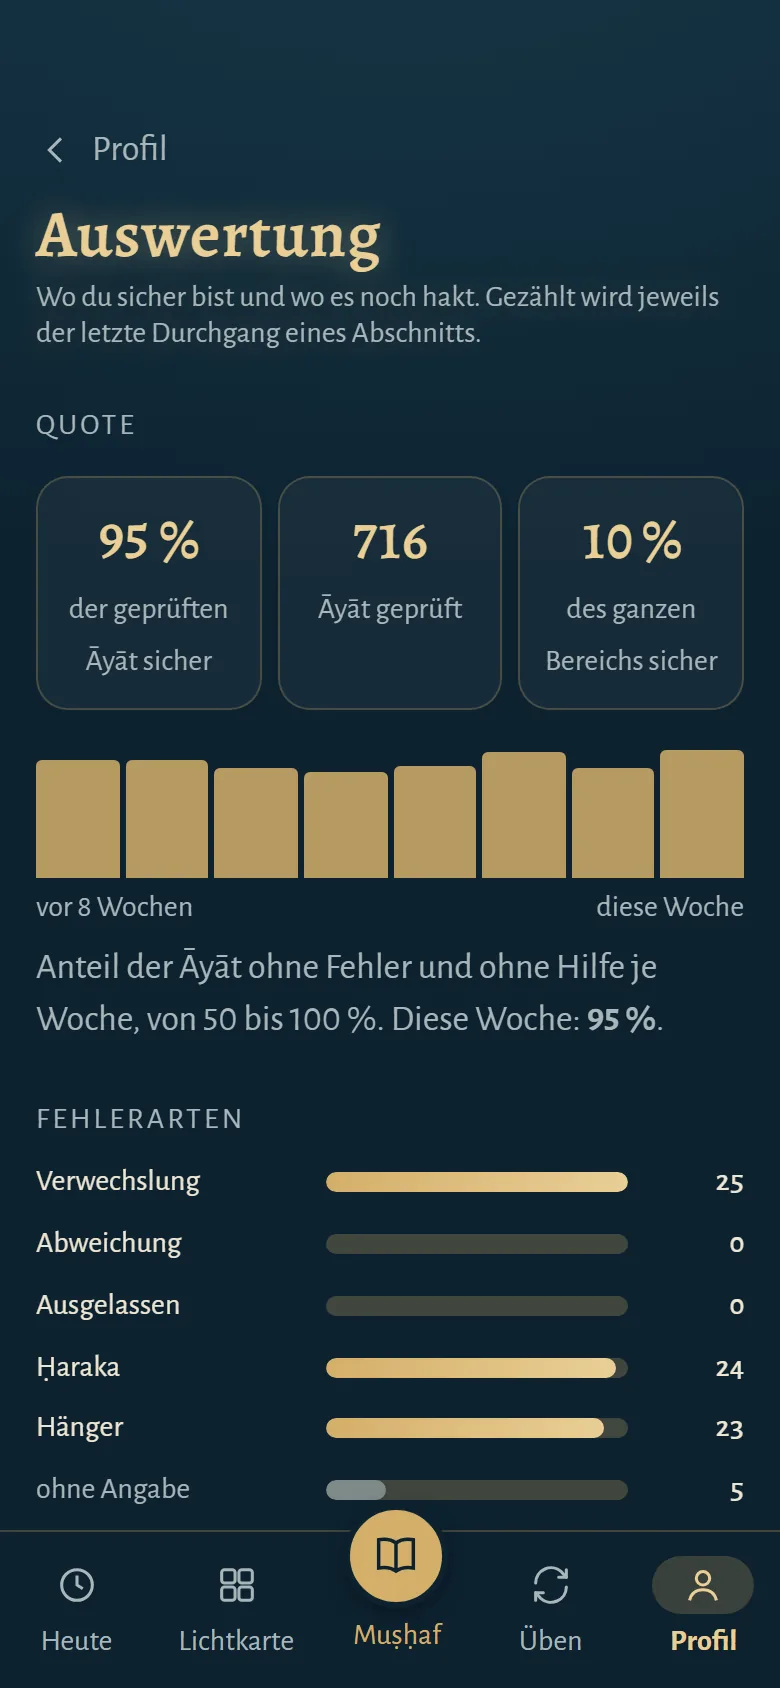 Profil
Auswertung
Wo du sicher bist und wo es noch hakt. Gezählt wird jeweils
der letzte Durchgang eines Abschnitts.
QUOTE
95 %
der geprüften
Āyāt sicher
716
Āyāt geprüft
10 %
des ganzen
Bereichs sicher
vor 8 Wochen
diese Woche
Anteil der Āyāt ohne Fehler und ohne Hilfe je
Woche, von 50 bis 100 %. Diese Woche: 95 %.
FEHLERARTEN
Verwechslung 25
Abweichung 0
Ausgelassen 0
Ḥaraka 24
Hänger 23
ohne Angabe 5
Heute
Lichtkarte
Muṣḥaf
Üben
Profil